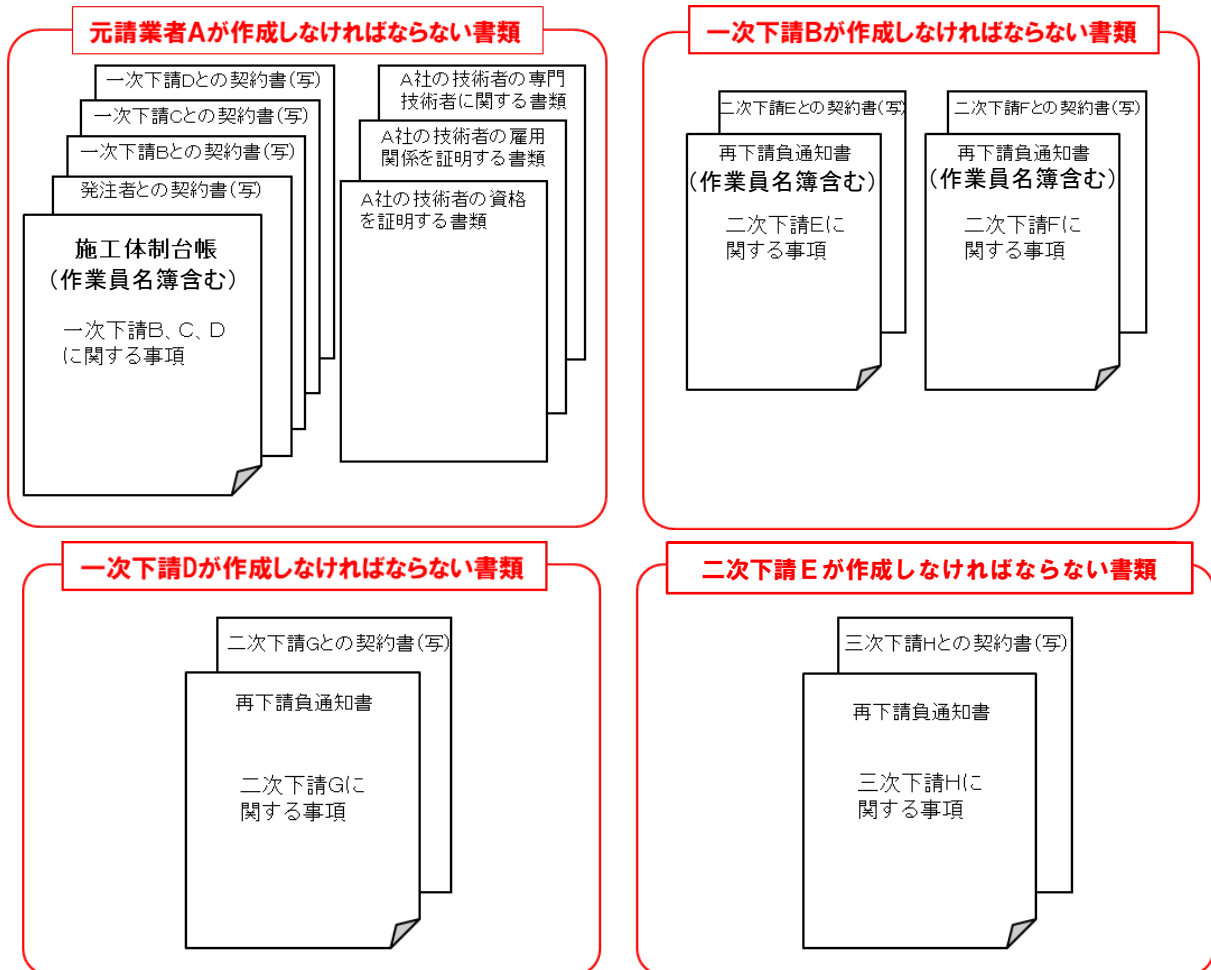 元請業者Aが作成しなければならない書類
一次下請Dとの契約書(写)
一次下請Cとの契約書(写)
一次下請Bとの契約書(写)
発注者との契約書(写)
施工体制台帳
(作業員名簿含む)
一次下請B、C、D
に関する事項
A社の技術者の専門
技術者に関する書類
A社の技術者の雇用
関係を証明する書類
A社の技術者の資格
を証明する書類
一次下請Bが作成しなければならない書類
二次下請Eとの契約書(写)
再下請負通知書
(作業員名簿含む)
二次下請Eに
関する事項
二次下請Fとの契約書(写)
再下請負通知書
(作業員名簿含む)
二次下請Fに
関する事項
一次下請Dが作成しなければならない書類
二次下請Gとの契約書(写)
再下請負通知書
二次下請Gに
関する事項
二次下請Eが作成しなければならない書類
三次下請Hとの契約書(写)
再下請負通知書
三次下請Hに
関する事項